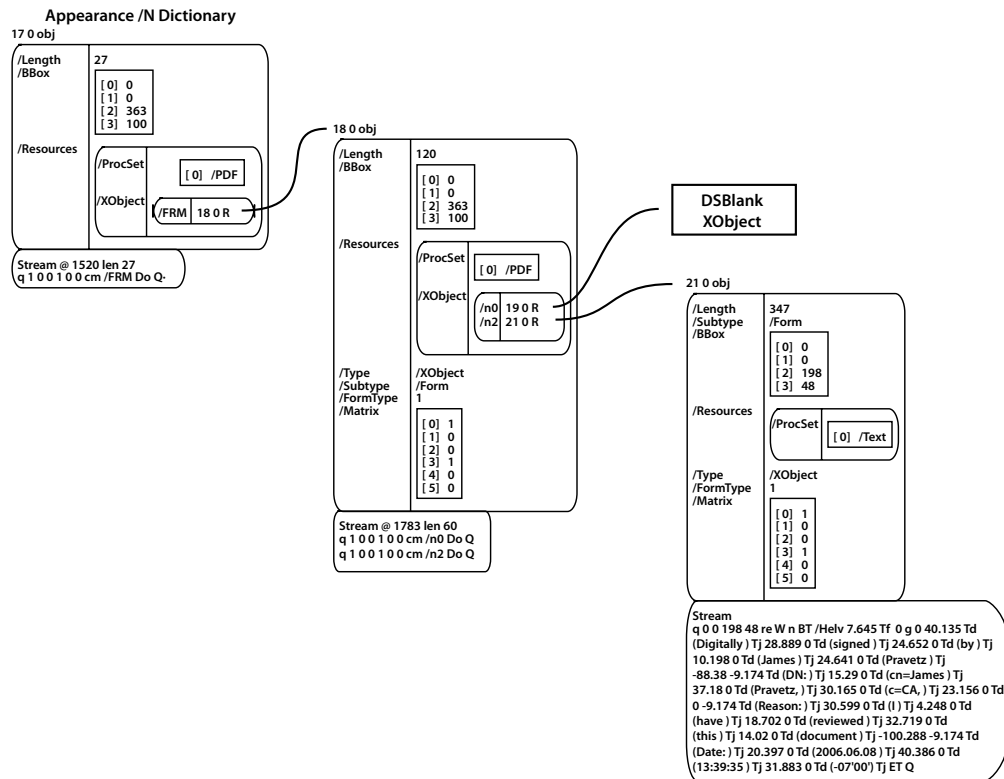 Appearance /N Dictionary
17 0 obj
/Length 27
/BBox
[ 0] 0
[ 1] 0
[ 2] 363
[ 3] 100
/Resources
/ProcSet
[ 0] /PDF
/XObject
/FRM 18 0 R
Stream @ 1520 len 27
q 1 0 0 1 0 0 cm /FRM Do Q·
18 0 obj
/Length 120
/BBox
[ 0] 0
[ 1] 0
[ 2] 363
[ 3] 100
/Resources
/ProcSet
[ 0] /PDF
/XObject
/n0 19 0 R
/n2 21 0 R
/Type /XObject
/Subtype /Form
/FormType 1
/Matrix
[ 0] 1
[ 1] 0
[ 2] 0
[ 3] 1
[ 4] 0
[ 5] 0
Stream @ 1783 len 60
q 1 0 0 1 0 0 cm /n0 Do Q
q 1 0 0 1 0 0 cm /n2 Do Q
DSBlank
XObject
21 0 obj
/Length 347
/Subtype /Form
/BBox
[ 0] 0
[ 1] 0
[ 2] 198
[ 3] 48
/Resources
/ProcSet
[ 0] /Text
/Type /XObject
/FormType 1
/Matrix
[ 0] 1
[ 1] 0
[ 2] 0
[ 3] 1
[ 4] 0
[ 5] 0
Stream
q 0 0 198 48 re W n BT /Helv 7.645 Tf 0 g 0 40.135 Td
(Digitally ) Tj 28.889 0 Td (signed ) Tj 24.652 0 Td (by ) Tj
10.198 0 Td (James ) Tj 24.641 0 Td (Pravetz ) Tj
-88.38 -9.174 Td (DN: ) Tj 15.29 0 Td (cn=James ) Tj
37.18 0 Td (Pravetz, ) Tj 30.165 0 Td (c=CA, ) Tj 23.156 0 Td
0 -9.174 Td (Reason: ) Tj 30.599 0 Td (I ) Tj 4.248 0 Td
(have ) Tj 18.702 0 Td (reviewed ) Tj 32.719 0 Td
(this ) Tj 14.02 0 Td (document ) Tj -100.288 -9.174 Td
(Date: ) Tj 20.397 0 Td (2006.06.08 ) Tj 40.386 0 Td
(13:39:35 ) Tj 31.883 0 Td (-07'00') Tj ET Q